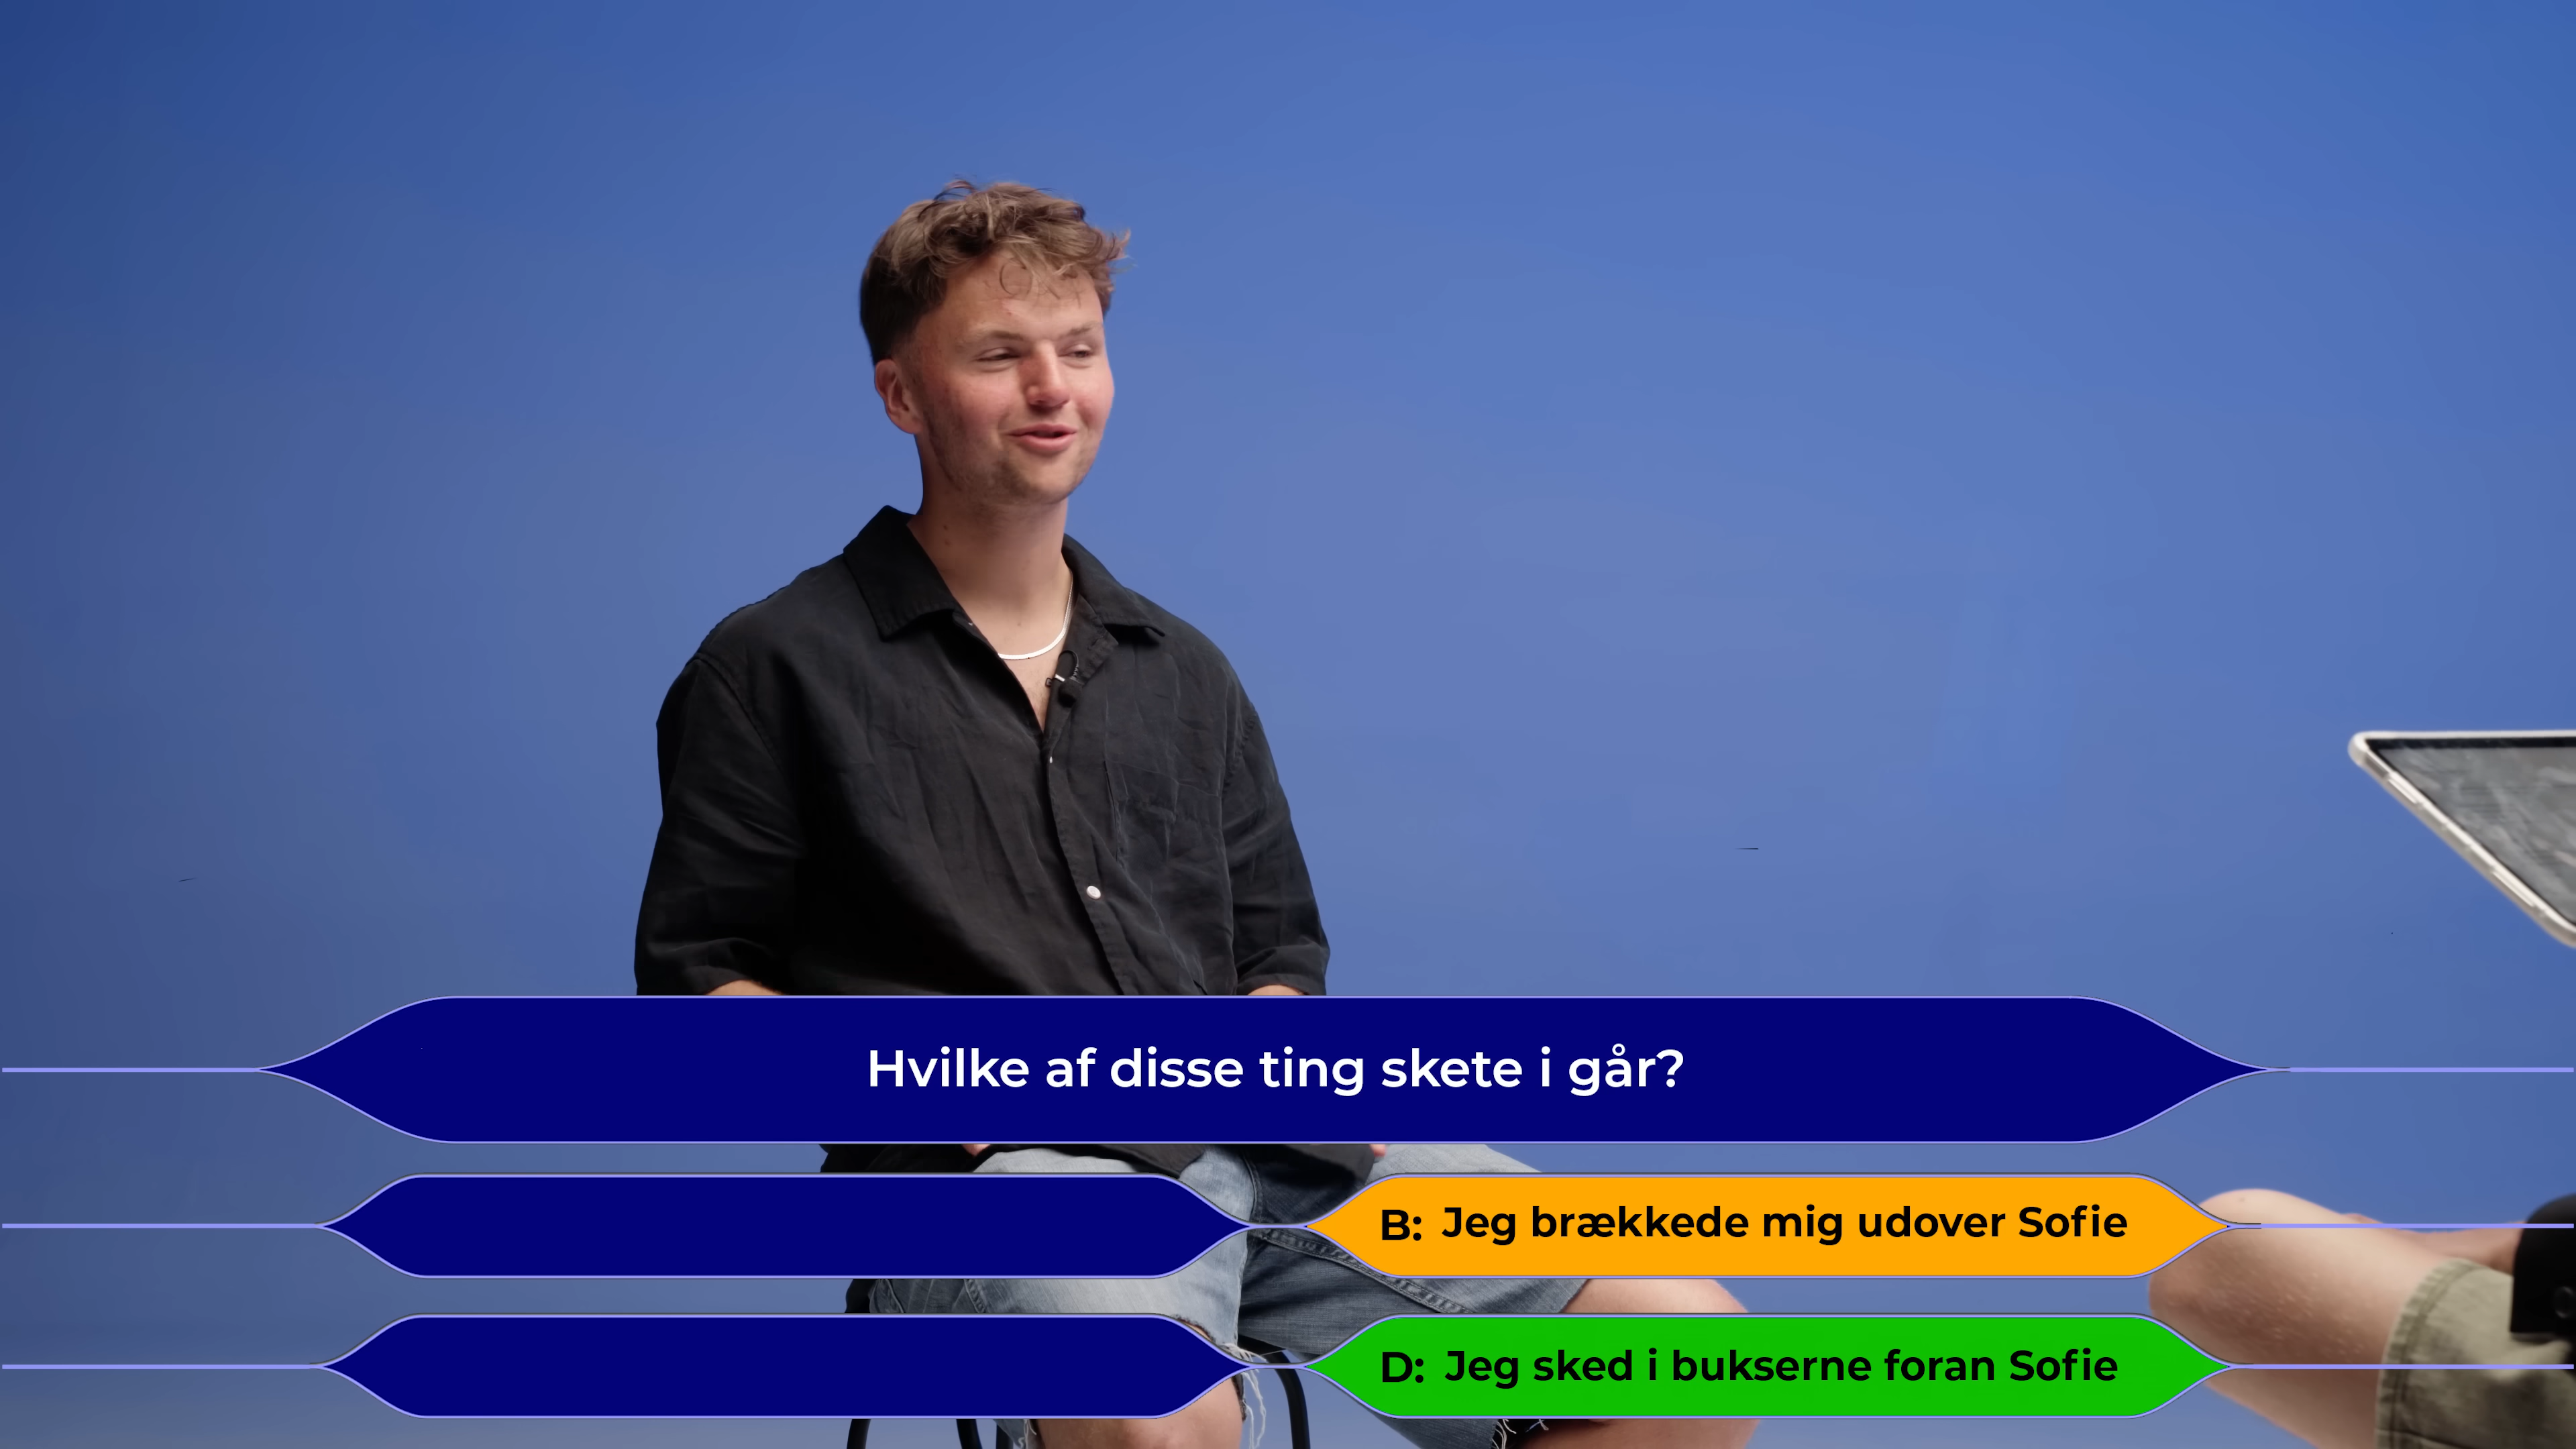 Hvilke af disse ting skete i går?
B: Jeg brækkede mig udover Sofie
D: Jeg sked i bukserne foran Sofie